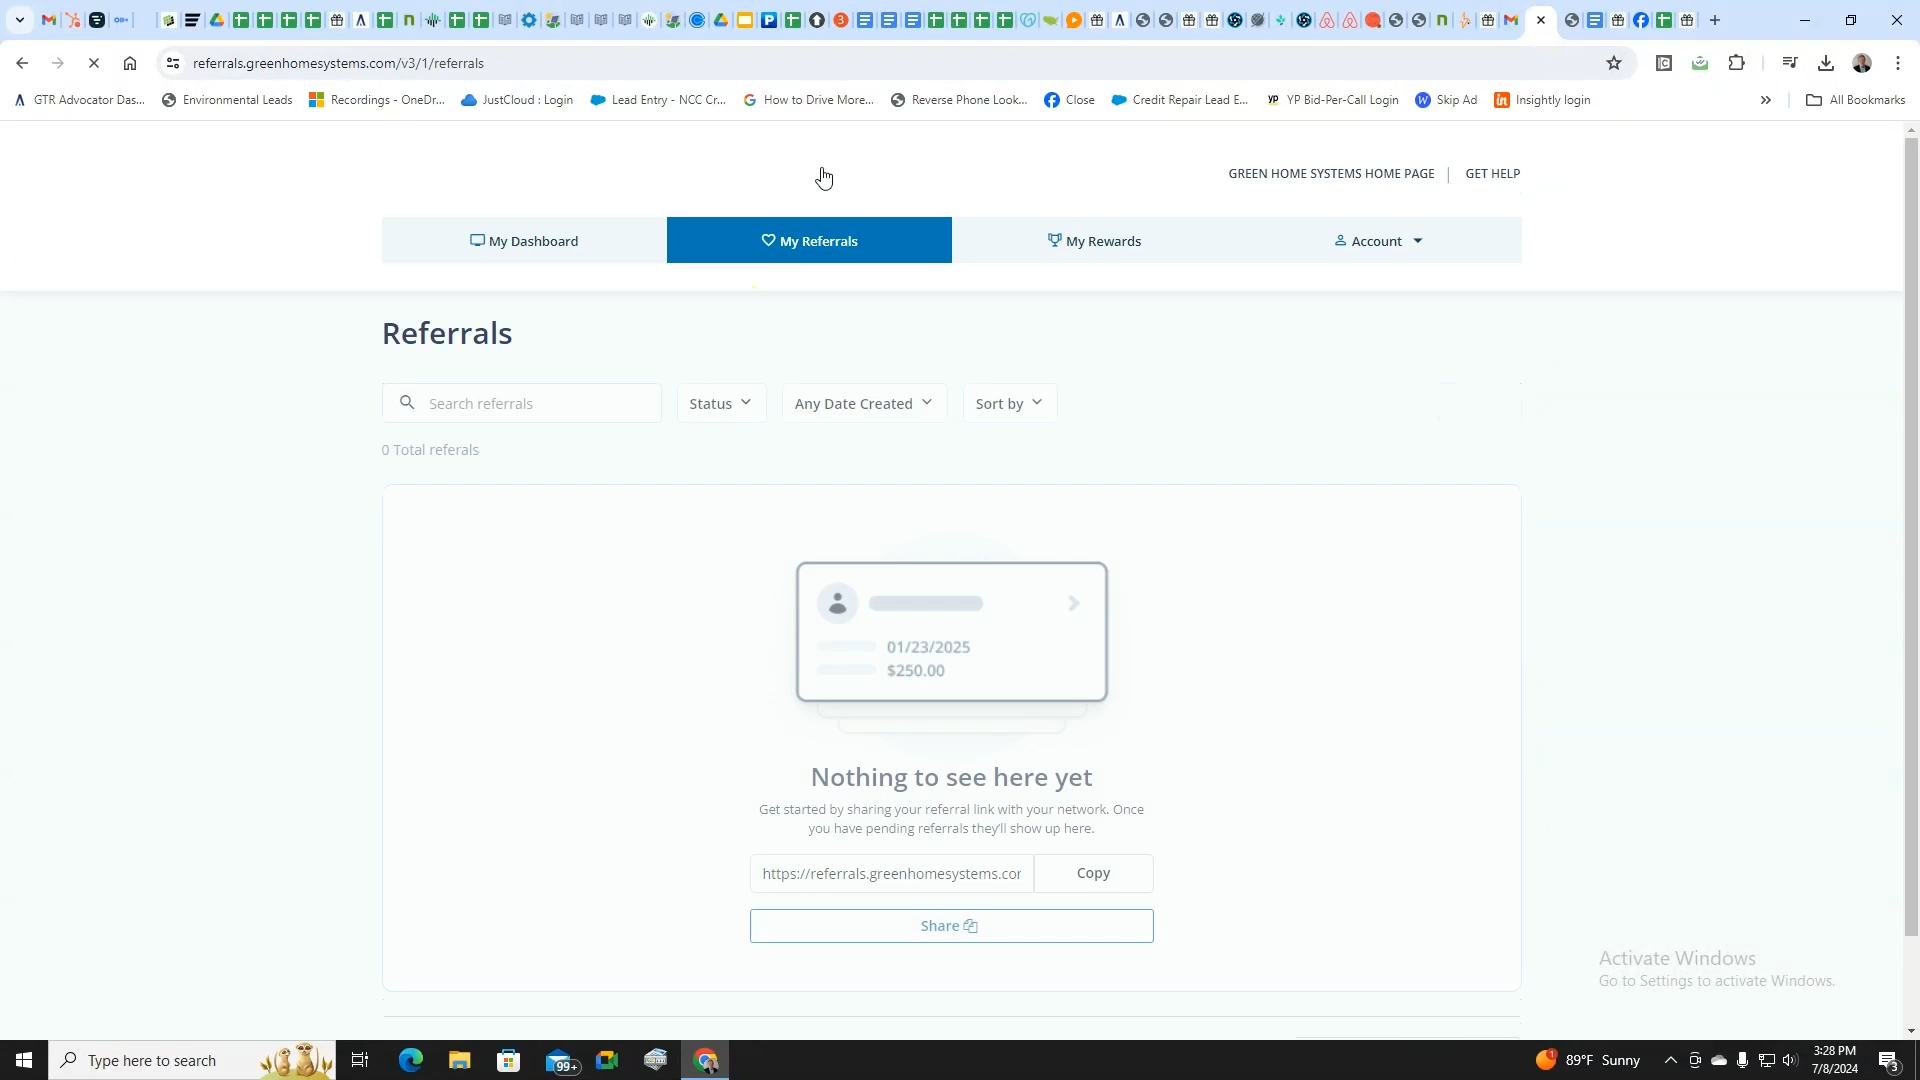 referrals.greenhomesystems.com/v3/1/referrals
GTR Advocator Das...
Environmental Leads
Recordings - OneDr...
JustCloud : Login
Lead Entry - NCC Cr...
How to Drive More...
Reverse Phone Look...
Close
Credit Repair Lead E...
YP Bid-Per-Call Login
Skip Ad
Insightly login
»
All Bookmarks
GREEN HOME SYSTEMS HOME PAGE | GET HELP
My Dashboard
My Referrals
My Rewards
Account
Referrals
Search referrals
Status
Any Date Created
Sort by
0 Total referals
01/23/2025
$250.00
Nothing to see here yet
Get started by sharing your referral link with your network. Once
you have pending referrals they'll show up here.
https://referrals.greenhomesystems.cor
Copy
Share
Activate Windows
Go to Settings to activate Windows.
Type here to search
99+
89°F Sunny
3:28 PM
7/8/2024
3